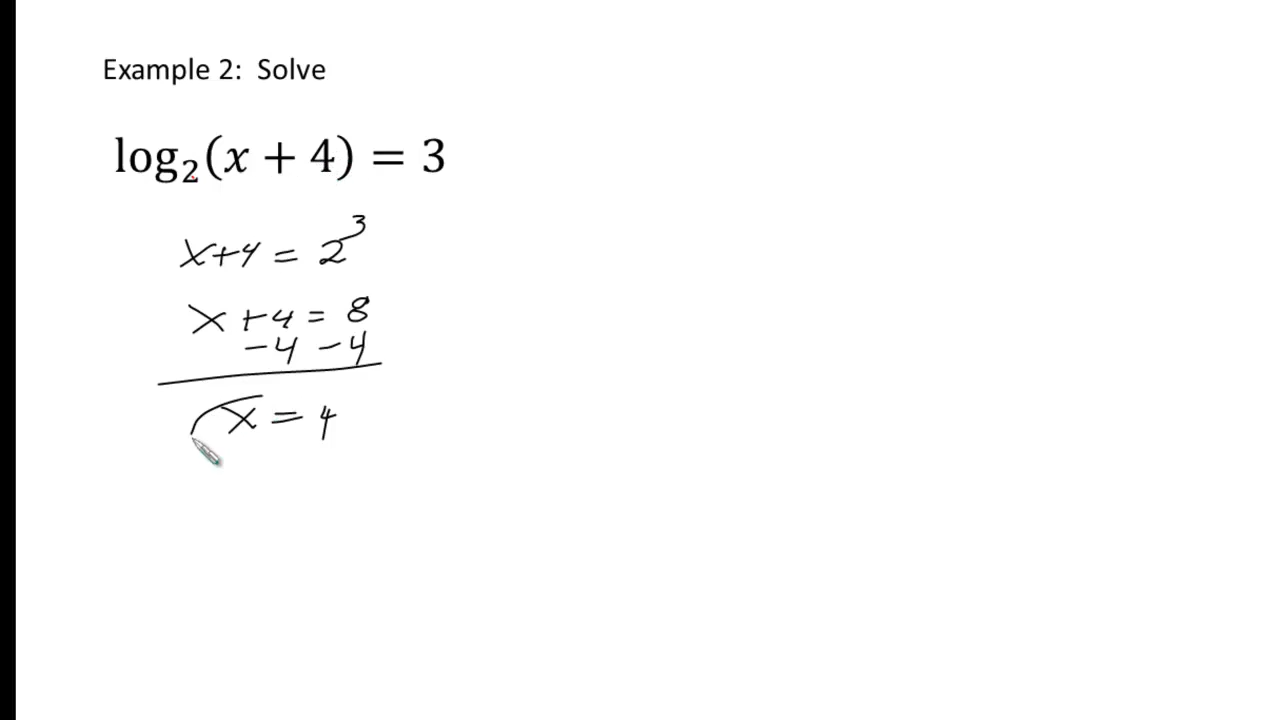 Example 2: Solve
log₂(x + 4) = 3
x+4 = 2³
x +4 = 8
-4 -4
x = 4